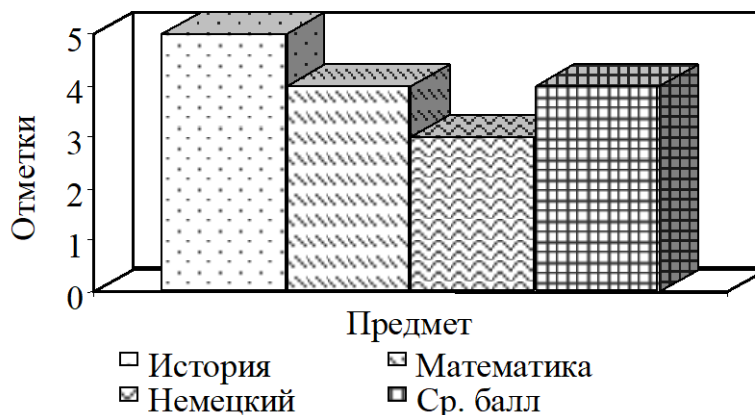 Отметки
5
4
3
2
1
0
Предмет
История
Математика
Немецкий
Ср. балл